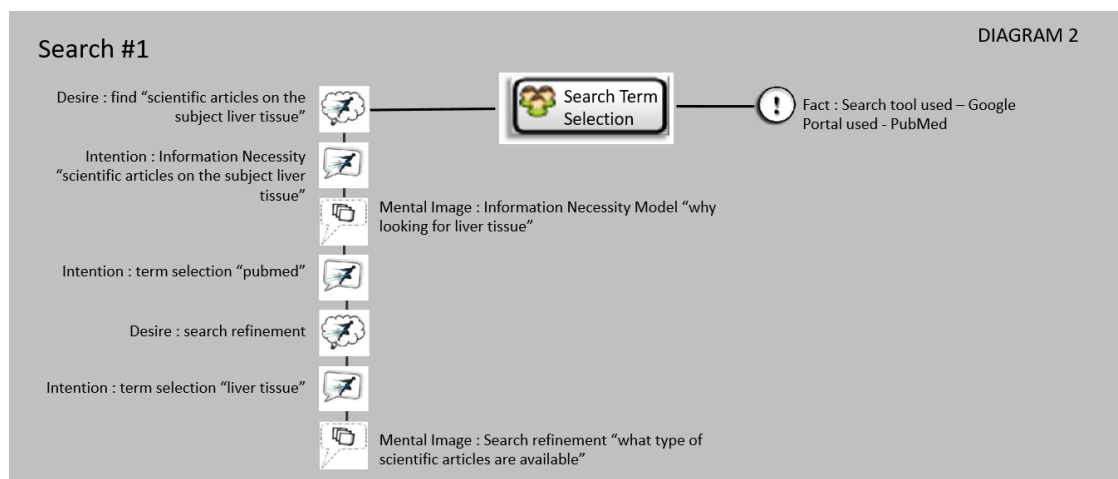 DIAGRAM 2
Search #1
Desire : find “scientific articles on the
subject liver tissue”
Search Term
Selection
Fact : Search tool used – Google
Portal used - PubMed
Intention : Information Necessity
“scientific articles on the subject liver
tissue”
Mental Image : Information Necessity Model “why
looking for liver tissue”
Intention : term selection “pubmed”
Desire : search refinement
Intention : term selection “liver tissue”
Mental Image : Search refinement “what type of
scientific articles are available”